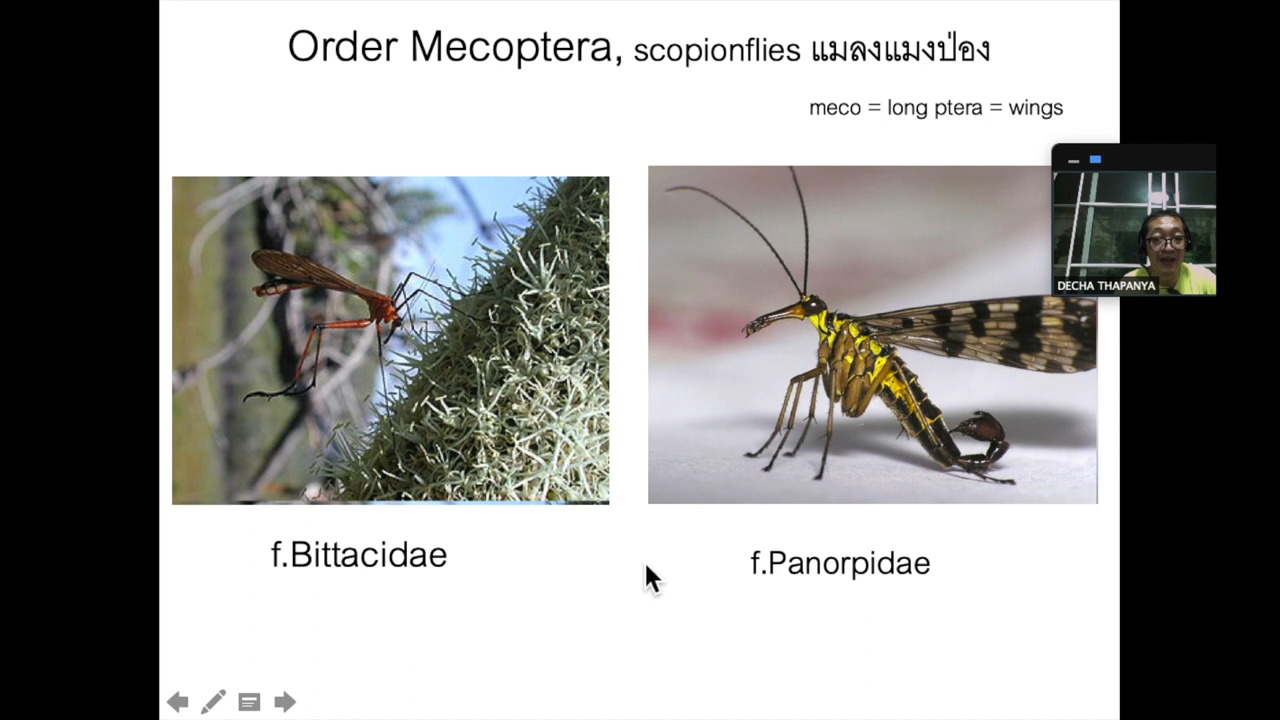 Order Mecoptera, scopionflies แมลงแมงป่อง
meco = long ptera = wings
DECHA THAPANYA
f.Bittacidae
f.Panorpidae